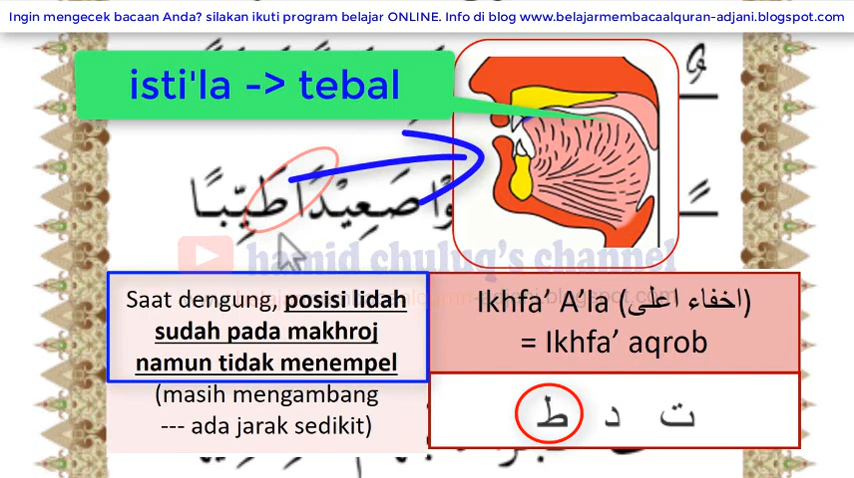 Ingin mengecek bacaan Anda? silakan ikuti program belajar ONLINE. Info di blog www.belajarmembacaalquran-adjani.blogspot.com
isti'la -> tebal
صَعِيْدًا طَيِّبًا
hamid chuluq's channel
Saat dengung, posisi lidah
sudah pada makhroj
namun tidak menempel
(masih mengambang
--- ada jarak sedikit)
Ikhfa' A'la (اخفاء اعلى)
= Ikhfa' aqrob
ت د ط